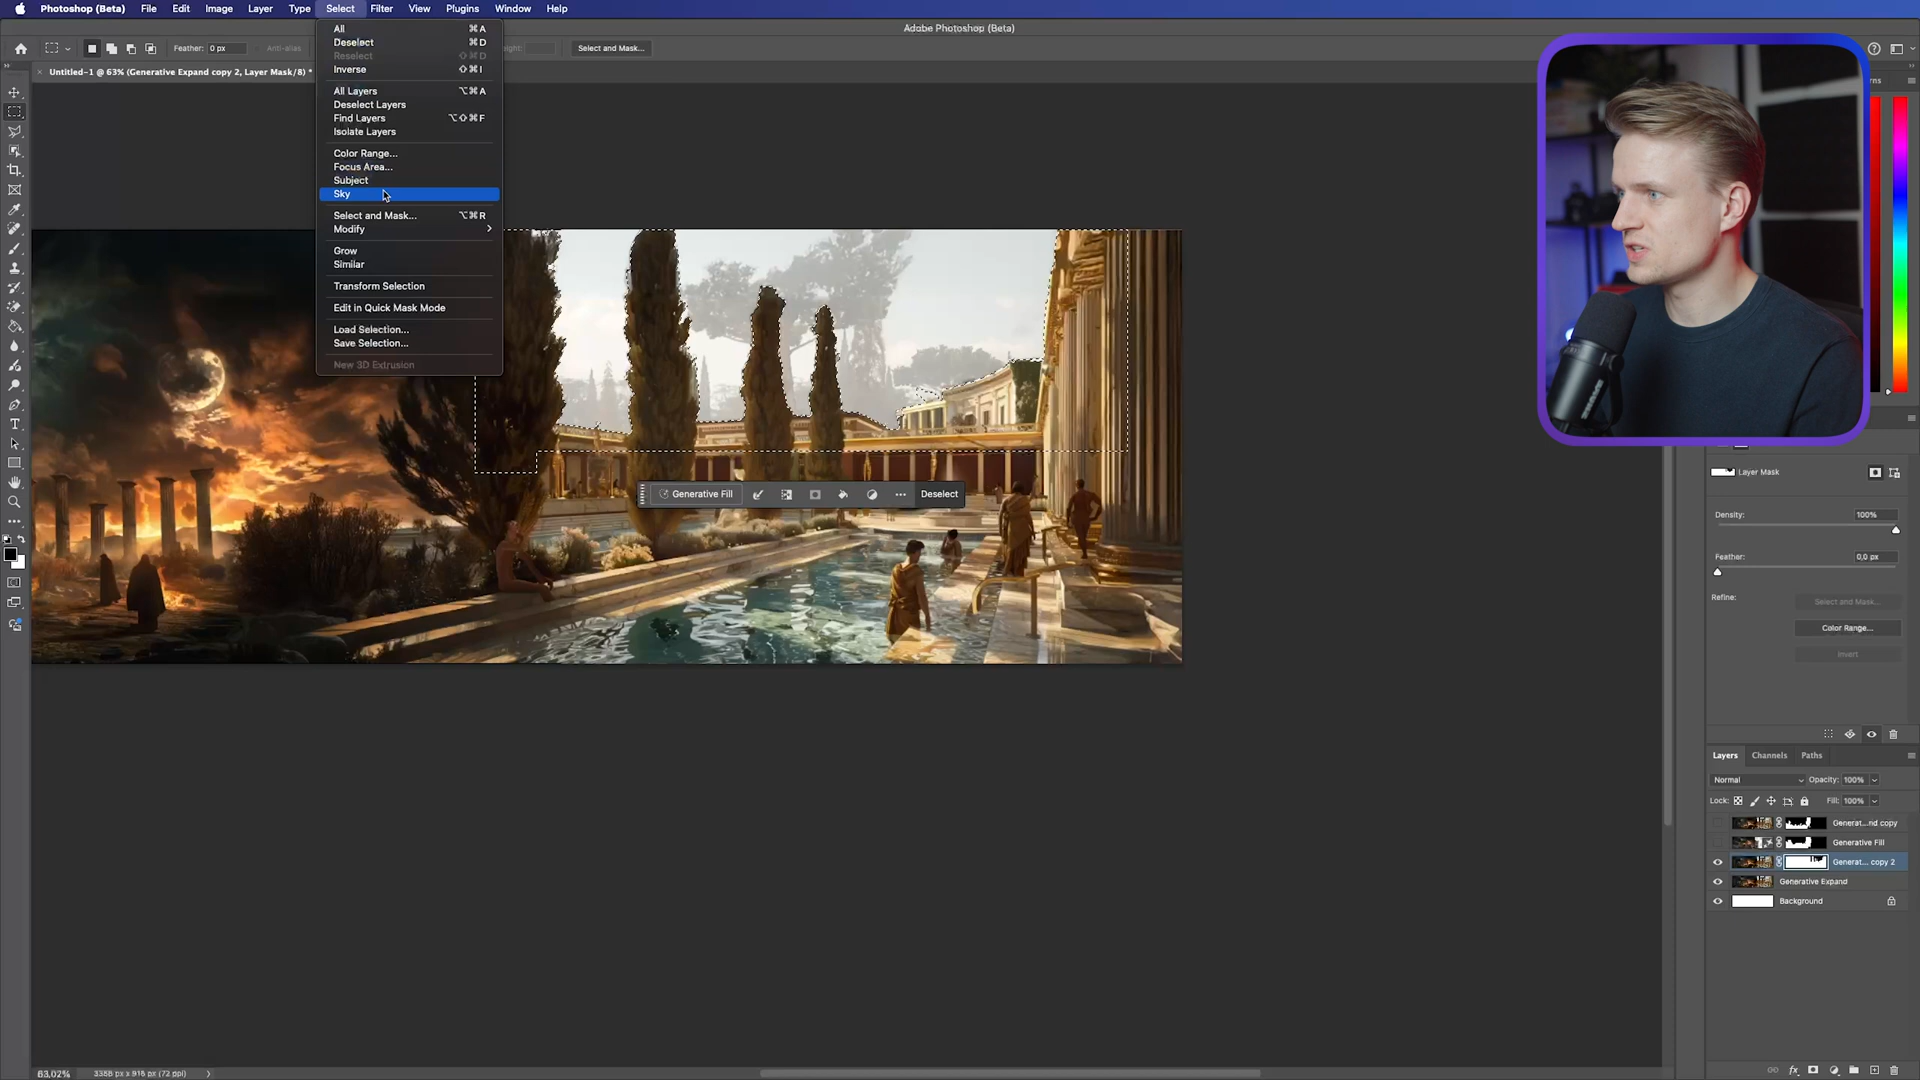 Photoshop (Beta) File Edit Image Layer Type Select Filter View Plugins Window Help
Adobe Photoshop (Beta)
Feather: 0 px Anti-alias Select and Mask...
Untitled-1 @ 63% (Generative Expand copy 2, Layer Mask/8) *
All ⌘A
Deselect ⌘D
Reselect ⇧⌘D
Inverse ⇧⌘I
All Layers ⌥⌘A
Deselect Layers
Find Layers ⌥⇧⌘F
Isolate Layers
Color Range...
Focus Area...
Subject
Sky
Select and Mask... ⌥⌘R
Modify
Grow
Similar
Transform Selection
Edit in Quick Mask Mode
Load Selection...
Save Selection...
New 3D Extrusion
Generative Fill ... Deselect
Layer Mask
Density: 100%
Feather: 0,0 px
Refine: Select and Mask...
Color Range...
Invert
Layers Channels Paths
Normal Opacity: 100%
Lock: Fill: 100%
Generat...nd copy
Generative Fill
Generat... copy 2
Generative Expand
Background
63,02% 3358 px x 915 px (72 ppi)